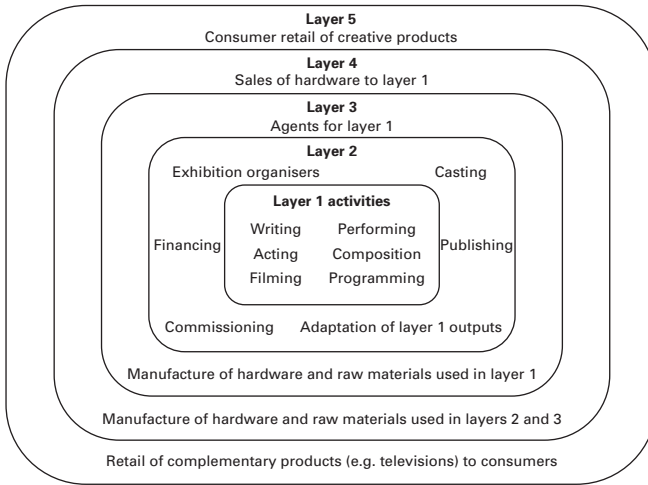 Layer 5
Consumer retail of creative products
Layer 4
Sales of hardware to layer 1
Layer 3
Agents for layer 1
Layer 2
Exhibition organisers Casting
Layer 1 activities
Writing Performing
Financing Acting Composition Publishing
Filming Programming
Commissioning Adaptation of layer 1 outputs
Manufacture of hardware and raw materials used in layer 1
Manufacture of hardware and raw materials used in layers 2 and 3
Retail of complementary products (e.g. televisions) to consumers